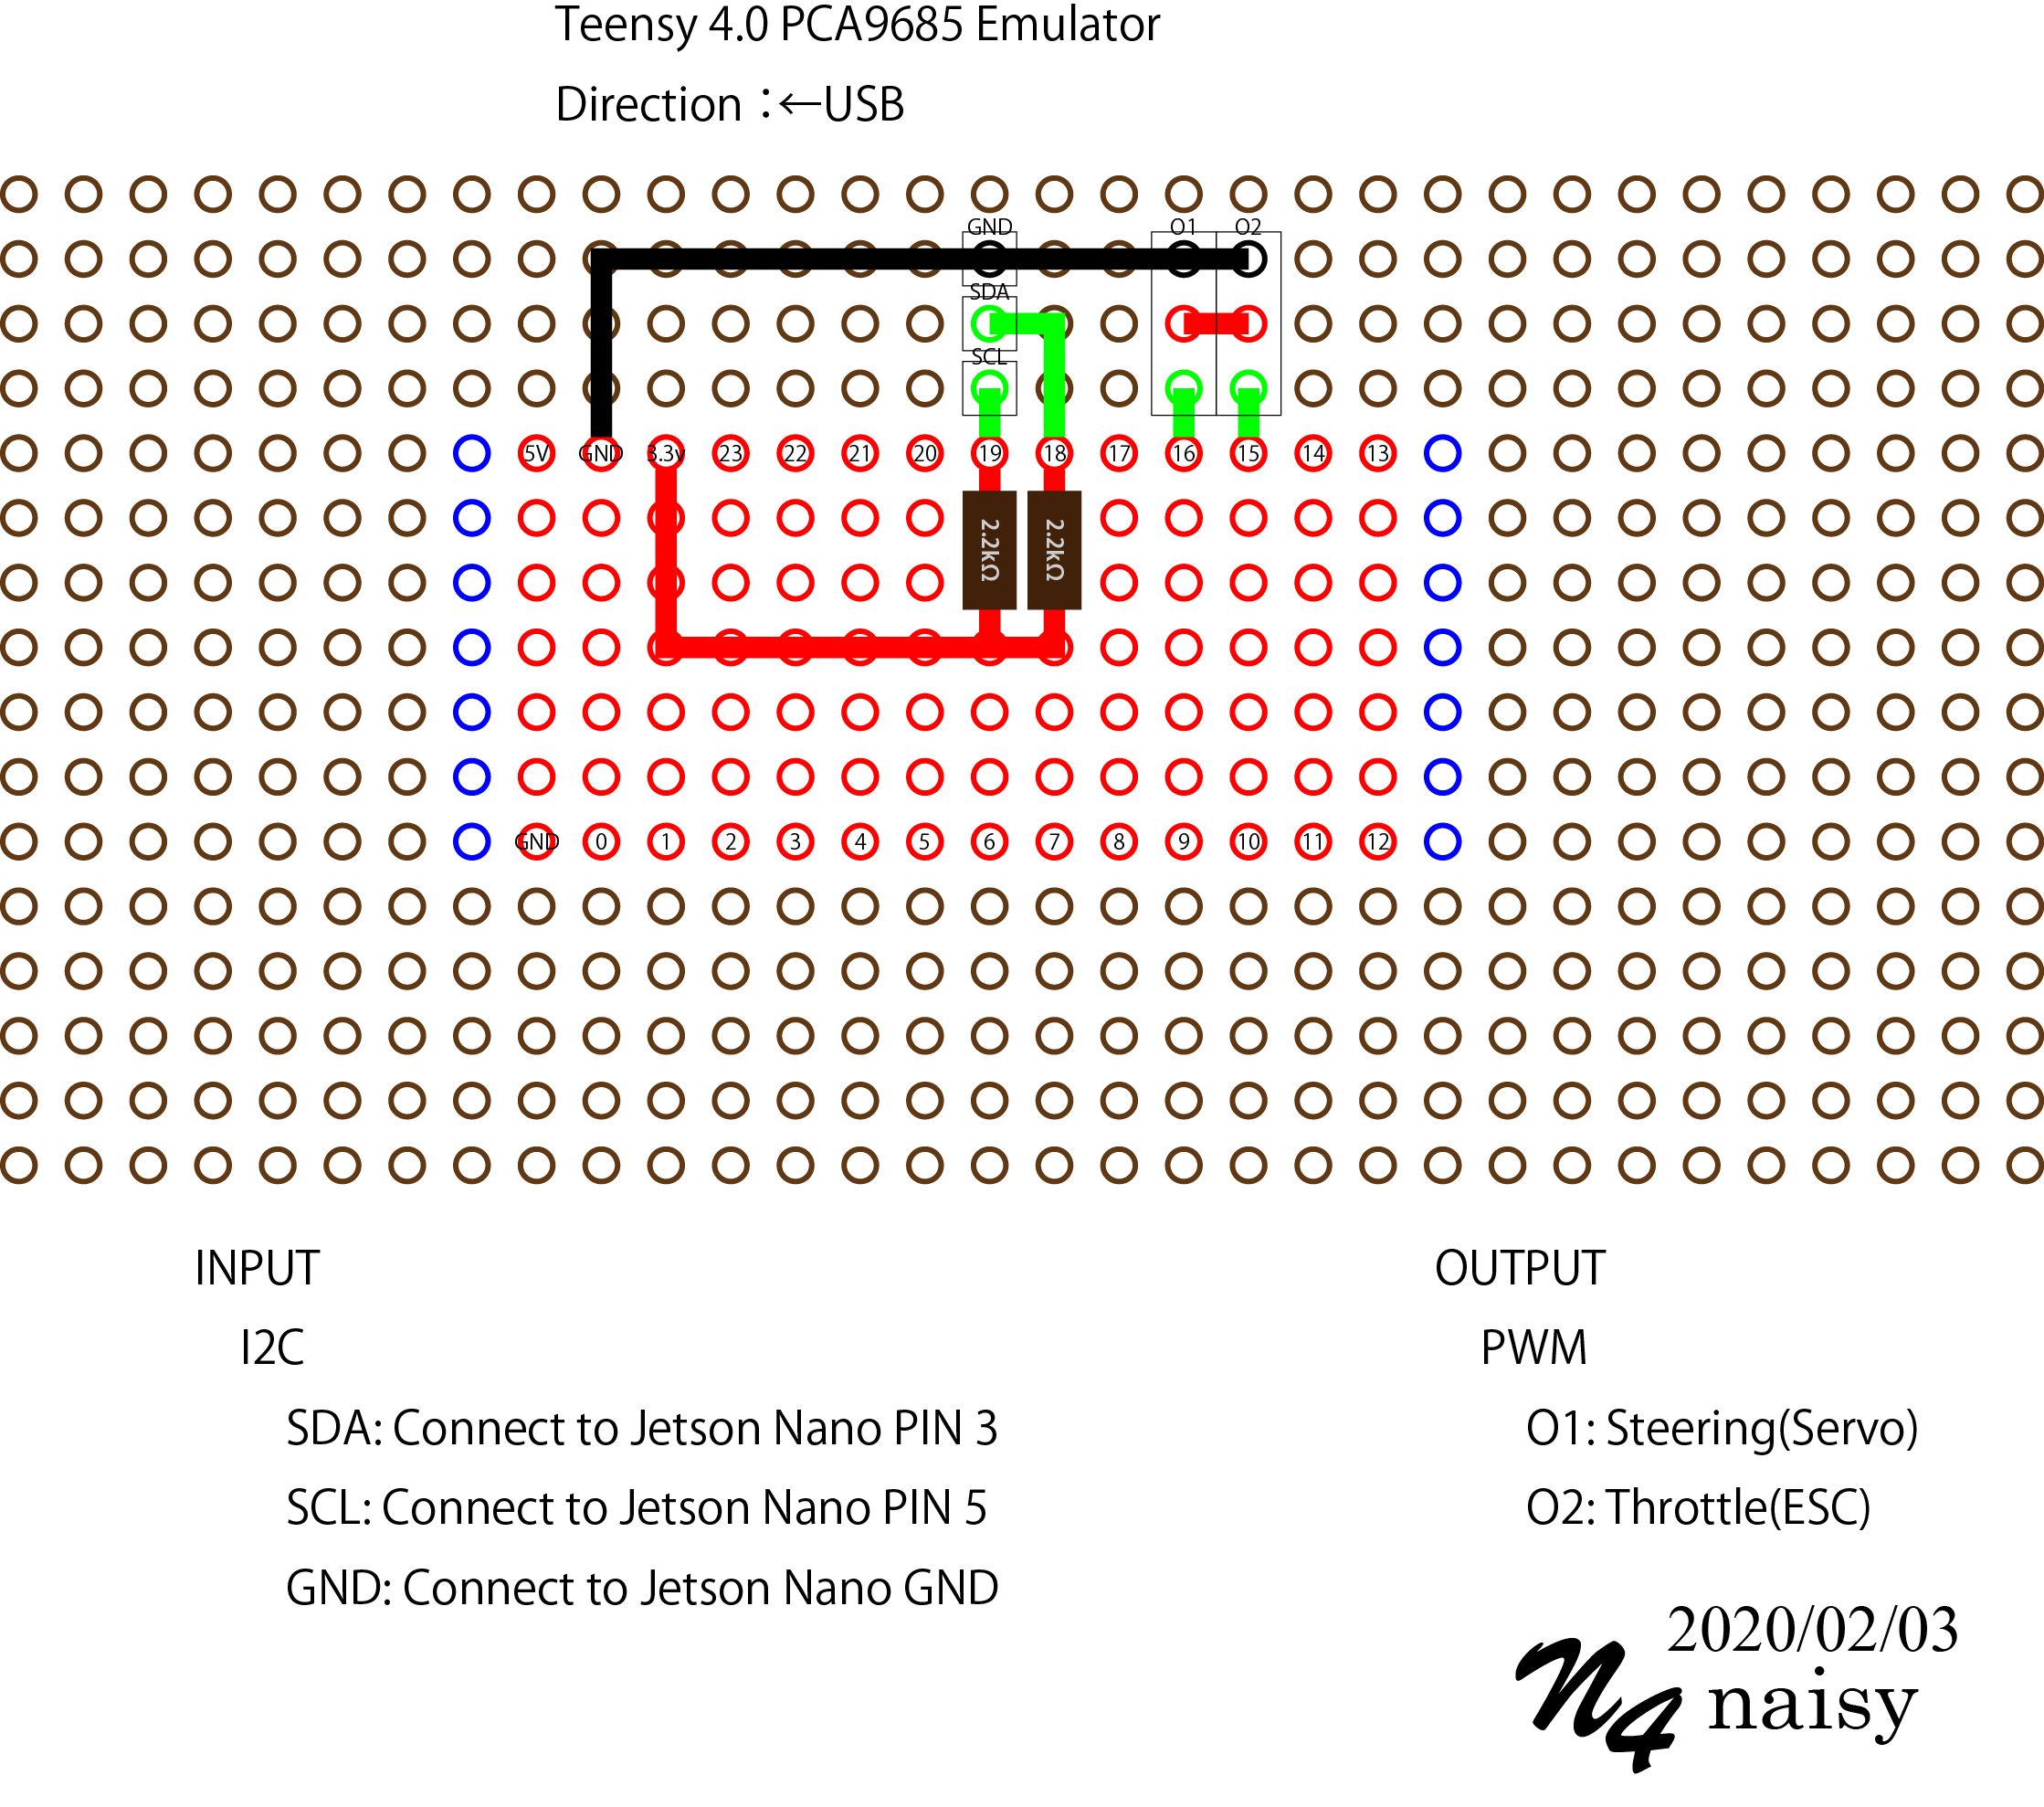 Teensy 4.0 PCA9685 Emulator
Direction：←USB
GND O1 O2
SDA
SCL
5V GND 3.3v 23 22 21 20 19 18 17 16 15 14 13
2.2kΩ 2.2kΩ
GND 0 1 2 3 4 5 6 7 8 9 10 11 12
INPUT
I2C
SDA: Connect to Jetson Nano PIN 3
SCL: Connect to Jetson Nano PIN 5
GND: Connect to Jetson Nano GND
OUTPUT
PWM
O1: Steering(Servo)
O2: Throttle(ESC)
2020/02/03
n4 naisy